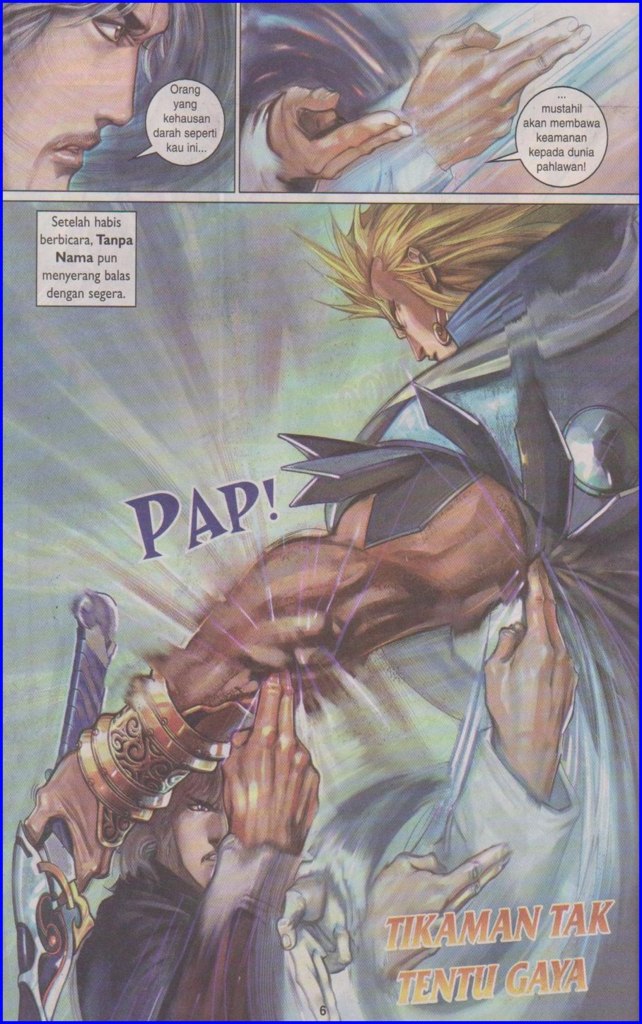 Orang
yang
kehausan
darah seperti
kau ini...
...
mustahil
akan membawa
keamanan
kepada dunia
pahlawan!
Setelah habis
berbicara, Tanpa
Nama pun
menyerang balas
dengan segera.
PAP!
TIKAMAN TAK
TENTU GAYA
6